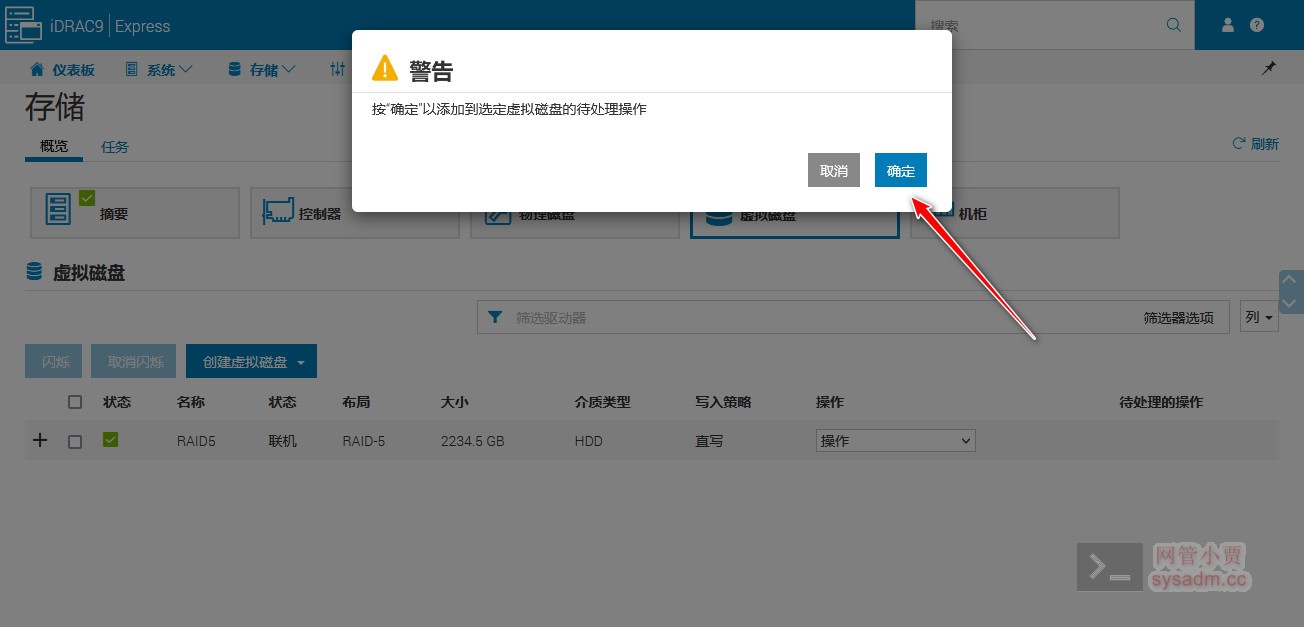 iDRAC9 | Express
搜索
仪表板 系统 存储
警告
按“确定”以添加到选定虚拟磁盘的待处理操作
取消 确定
存储
概览 任务
刷新
摘要 控制器 物理磁盘 虚拟磁盘 机柜
虚拟磁盘
筛选驱动器 筛选器选项 列
闪烁 取消闪烁 创建虚拟磁盘
状态 名称 状态 布局 大小 介质类型 写入策略 操作 待处理的操作
RAID5 联机 RAID-5 2234.5 GB HDD 直写 操作
网管小贾
sysadm.cc